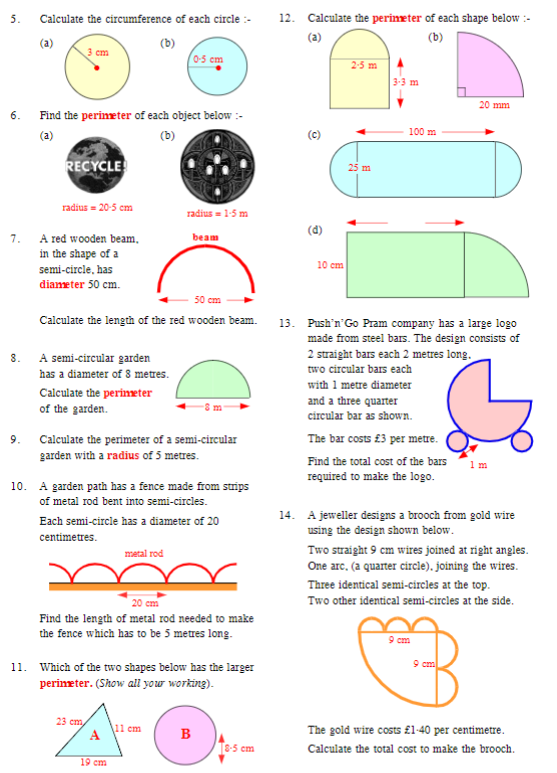 5. Calculate the circumference of each circle :-
(a) (b)
3 cm
0·5 cm
6. Find the perimeter of each object below :-
(a) (b)
RECYCLE!
radius = 20·5 cm
radius = 1·5 m
7. A red wooden beam,
in the shape of a
semi-circle, has
diameter 50 cm.
beam
50 cm
Calculate the length of the red wooden beam.
8. A semi-circular garden
has a diameter of 8 metres.
Calculate the perimeter
of the garden.
8 m
9. Calculate the perimeter of a semi-circular
garden with a radius of 5 metres.
10. A garden path has a fence made from strips
of metal rod bent into semi-circles.
Each semi-circle has a diameter of 20
centimetres.
metal rod
20 cm
Find the length of metal rod needed to make
the fence which has to be 5 metres long.
11. Which of the two shapes below has the larger
perimeter. (Show all your working).
23 cm
A
11 cm
19 cm
B
8·5 cm
12. Calculate the perimeter of each shape below :-
(a) (b)
2·5 m
3·3 m
20 mm
(c)
100 m
25 m
(d)
10 cm
13. Push'n'Go Pram company has a large logo
made from steel bars. The design consists of
2 straight bars each 2 metres long,
two circular bars each
with 1 metre diameter
and a three quarter
circular bar as shown.
The bar costs £3 per metre.
Find the total cost of the bars
required to make the logo.
1 m
14. A jeweller designs a brooch from gold wire
using the design shown below.
Two straight 9 cm wires joined at right angles.
One arc, (a quarter circle), joining the wires.
Three identical semi-circles at the top.
Two other identical semi-circles at the side.
9 cm
9 cm
The gold wire costs £1·40 per centimetre.
Calculate the total cost to make the brooch.